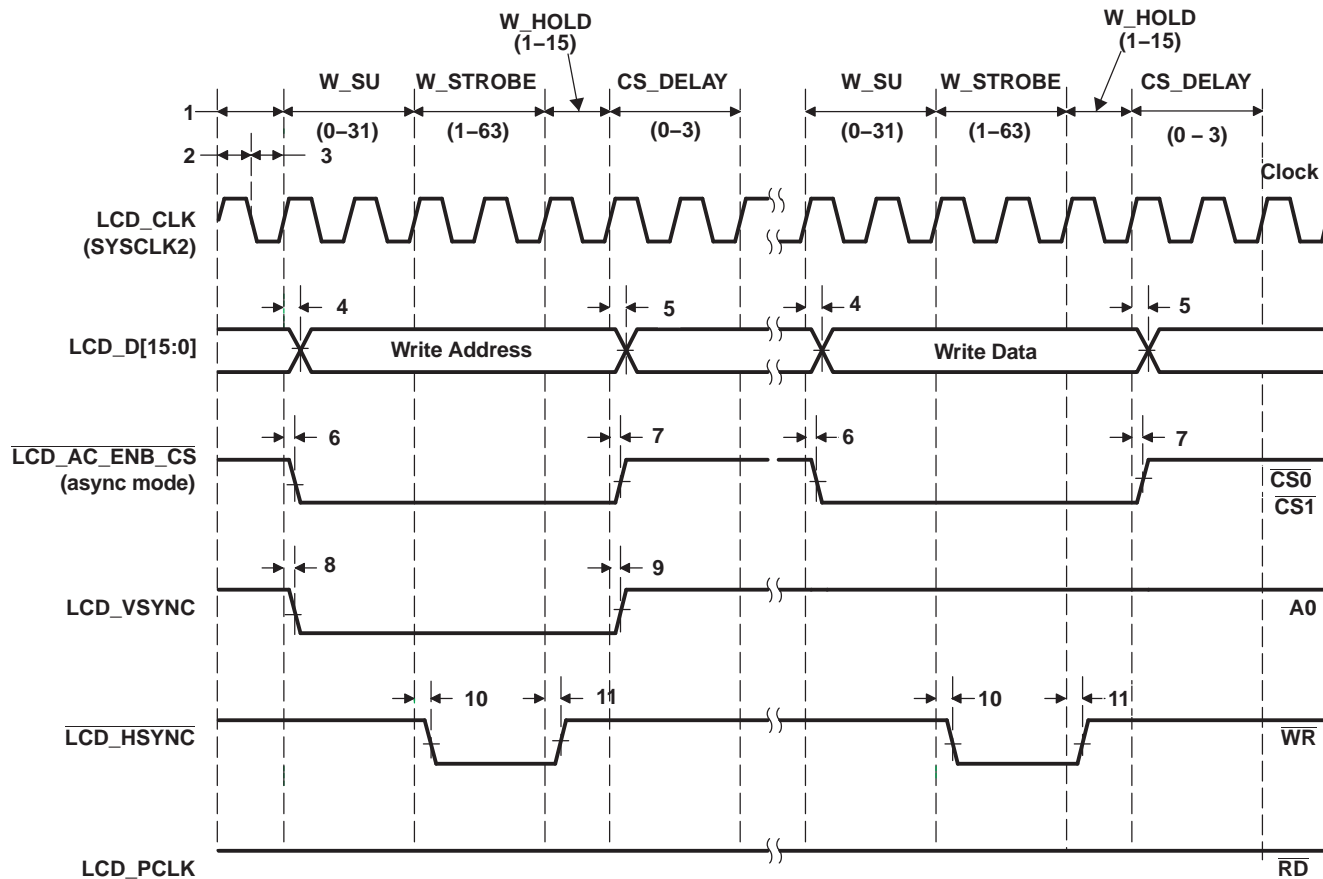 W_HOLD
(1–15)
W_HOLD
(1–15)
W_SU
W_STROBE
CS_DELAY
W_SU
W_STROBE
CS_DELAY
1
(0–31)
(1–63)
(0–3)
(0–31)
(1–63)
(0 – 3)
2
3
Clock
LCD_CLK
(SYSCLK2)
4
5
4
5
LCD_D[15:0]
Write Address
Write Data
6
7
6
7
LCD_AC_ENB_CS
(async mode)
CS0
CS1
8
9
LCD_VSYNC
A0
10
11
10
11
LCD_HSYNC
WR
LCD_PCLK
RD